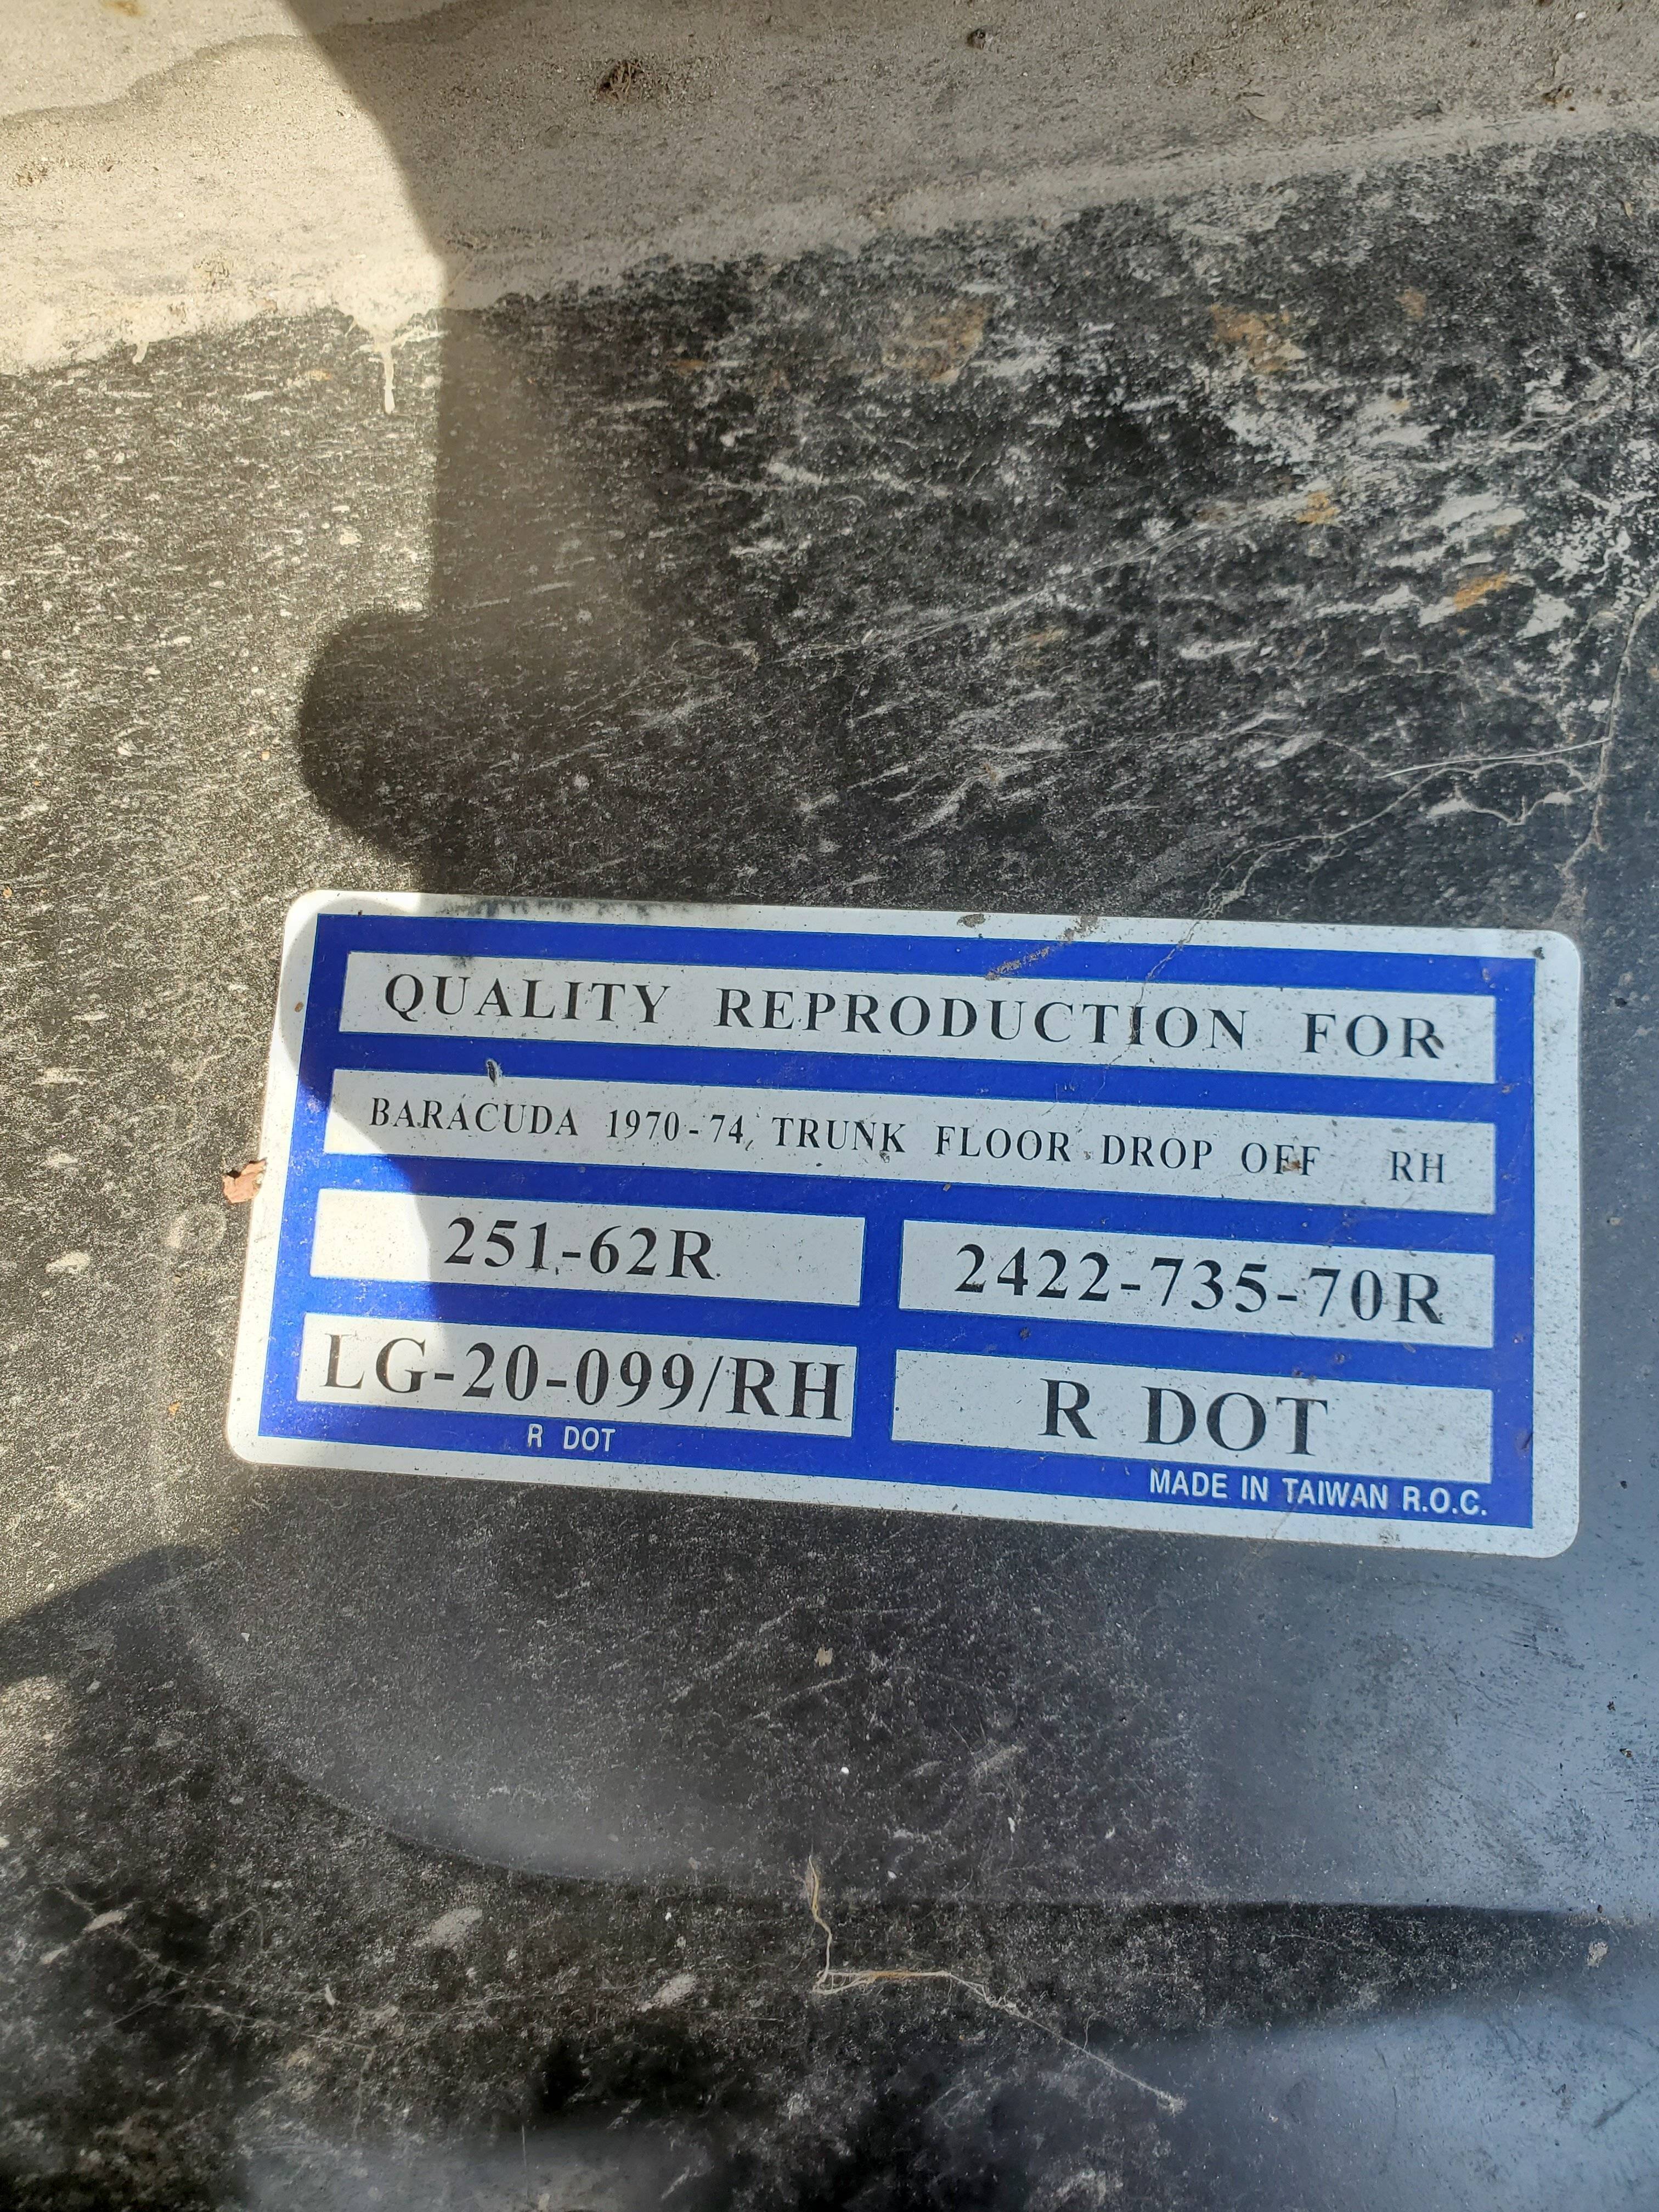 QUALITY REPRODUCTION FOR
BARACUDA 1970-74, TRUNK FLOOR DROP OFF RH
251-62R 2422-735-70R
LG-20-099/RH R DOT
R DOT
MADE IN TAIWAN R.O.C.